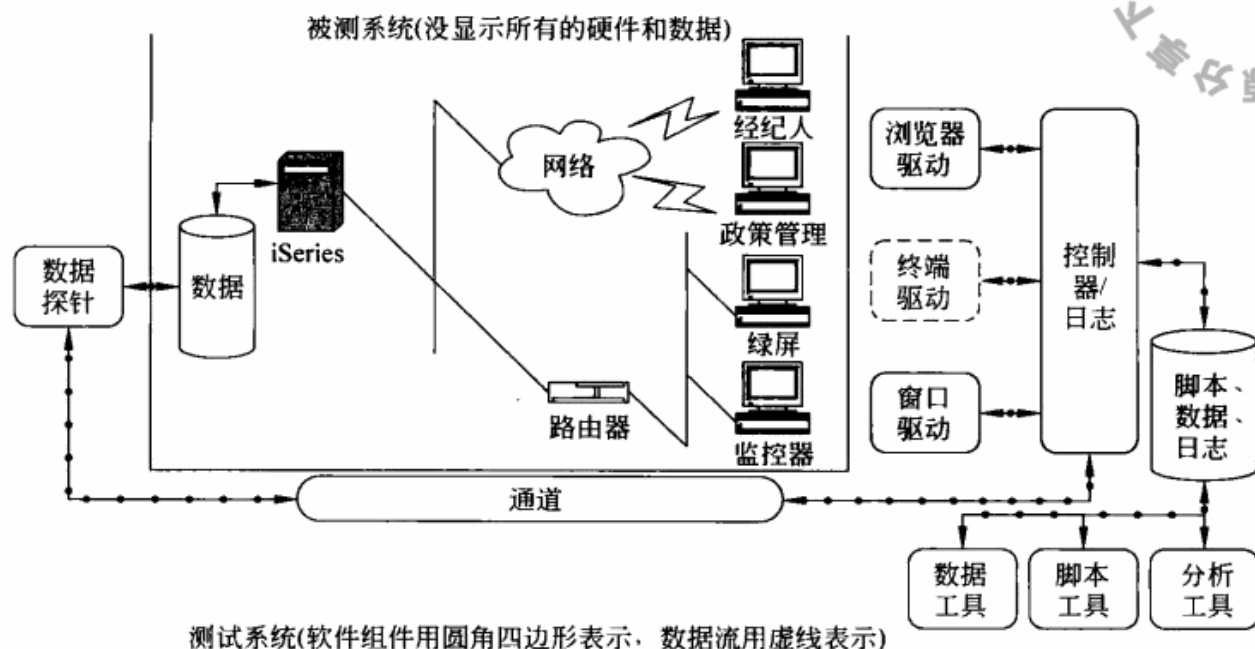 被测系统(没显示所有的硬件和数据)
经纪人
网络
政策管理
iSeries
数据
绿屏
路由器
监控器
数据
探针
浏览器
驱动
终端
驱动
窗口
驱动
控制
器/
日志
脚本、
数据、
日志
通道
数据
工具
脚本
工具
分析
工具
测试系统(软件组件用圆角四边形表示，数据流用虚线表示)
源分享下